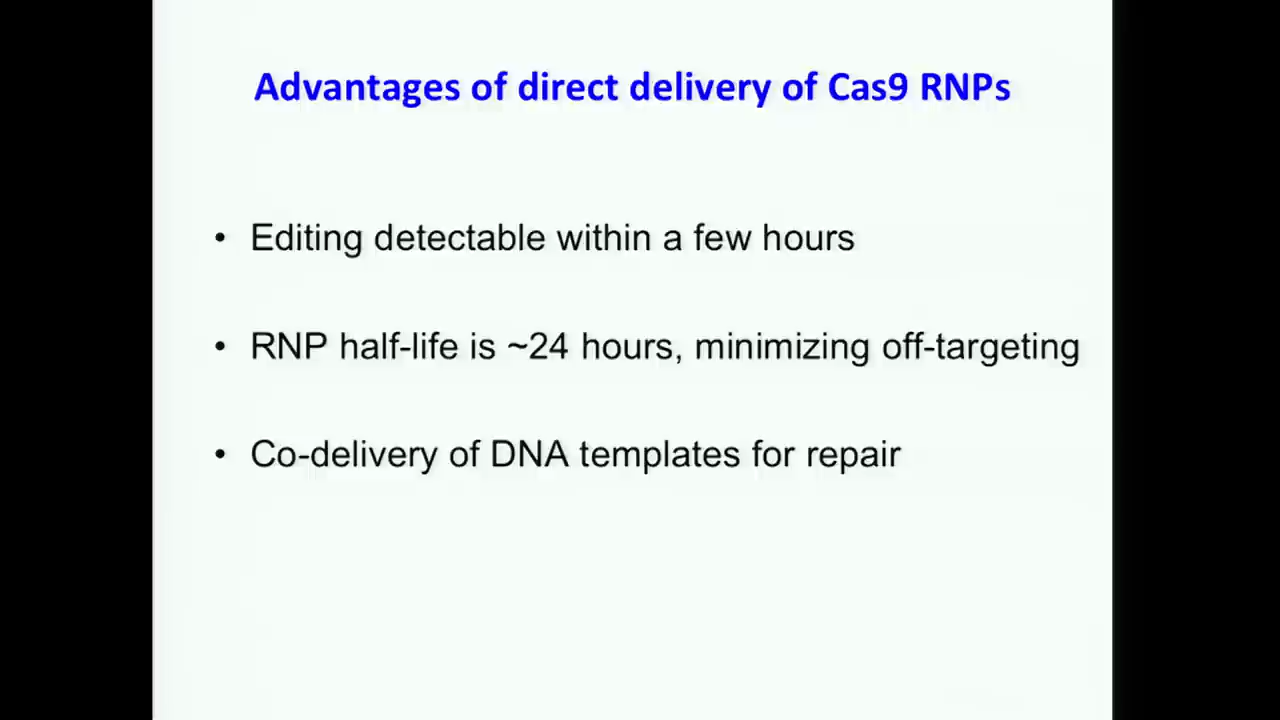 Advantages of direct delivery of Cas9 RNPs
• Editing detectable within a few hours
• RNP half-life is ~24 hours, minimizing off-targeting
• Co-delivery of DNA templates for repair